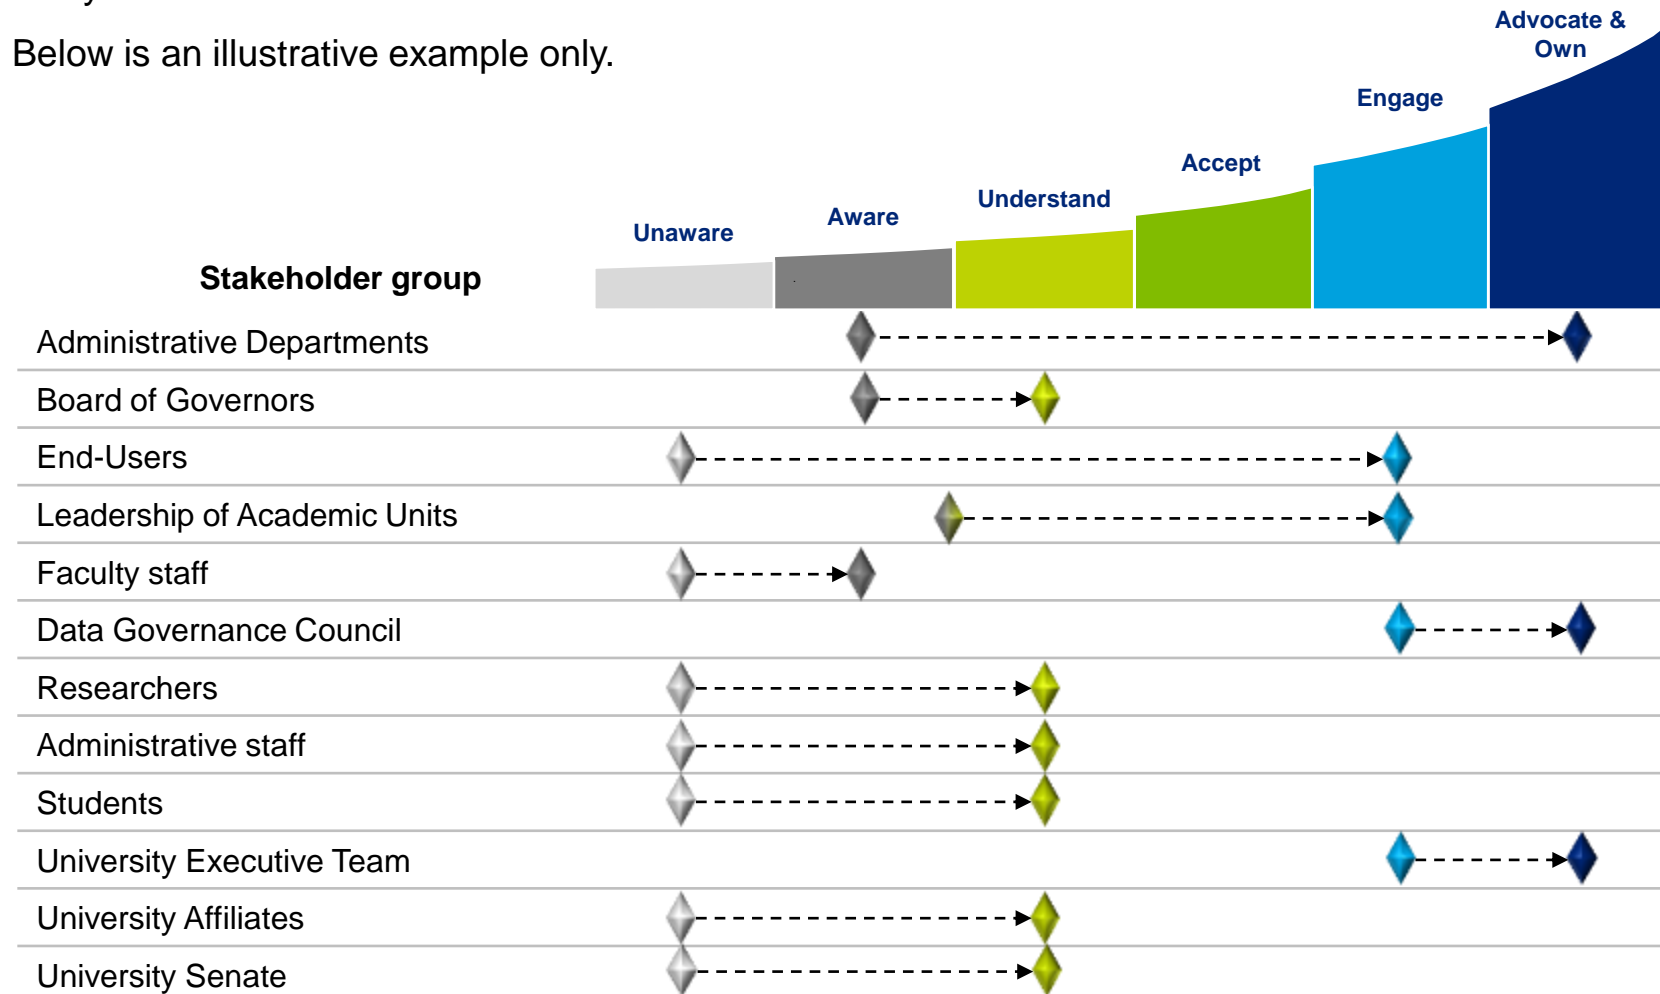 Below is an illustrative example only.
Advocate &
Own
Engage
Accept
Understand
Aware
Unaware
Stakeholder group
Administrative Departments
Board of Governors
End-Users
Leadership of Academic Units
Faculty staff
Data Governance Council
Researchers
Administrative staff
Students
University Executive Team
University Affiliates
University Senate